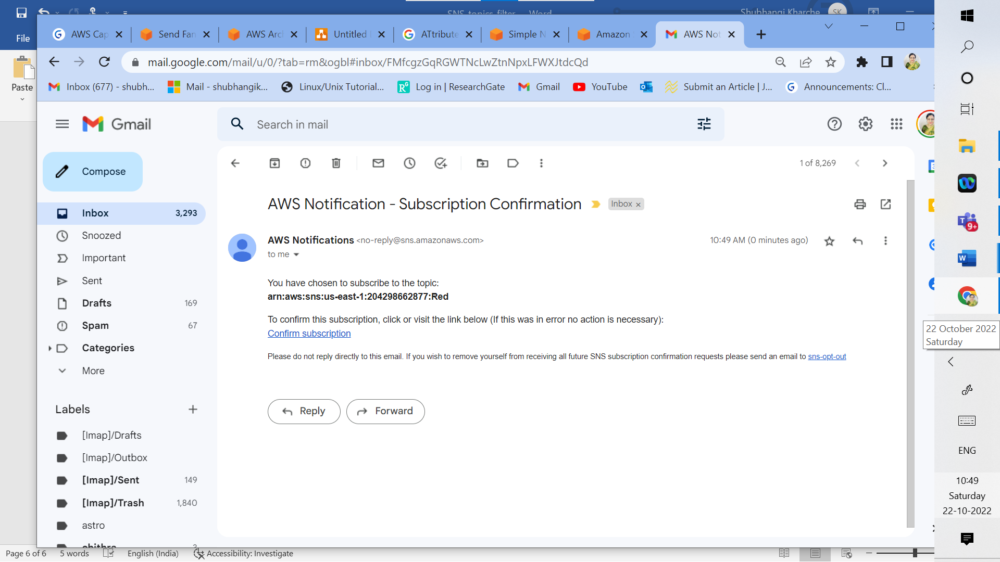 SNS_topics_filter - Word
Shubhangi Kharche
SK
File
Paste
AWS Cap
Send Fan
AWS Arc
Untitled
ATtribute
Simple N
Amazon
AWS Not
mail.google.com/mail/u/0/?tab=rm&ogbl#inbox/FMfcgzGqRGWTNcLwZtnNpxLFWXJtdcQd
Inbox (677) - shubh...
Mail - shubhangik...
Linux/Unix Tutorial...
Log in | ResearchGate
Gmail
YouTube
Submit an Article | J...
Announcements: Cl...
Gmail
Search in mail
Compose
1 of 8,269
Inbox 3,293
Snoozed
Important
Sent
Drafts 169
Spam 67
Categories
More
Labels
[Imap]/Drafts
[Imap]/Outbox
[Imap]/Sent 149
[Imap]/Trash 1,840
astro
chithra 3
AWS Notification - Subscription Confirmation
Inbox x
AWS Notifications <no-reply@sns.amazonaws.com>
10:49 AM (0 minutes ago)
to me
You have chosen to subscribe to the topic:
arn:aws:sns:us-east-1:204298662877:Red
To confirm this subscription, click or visit the link below (If this was in error no action is necessary):
Confirm subscription
Please do not reply directly to this email. If you wish to remove yourself from receiving all future SNS subscription confirmation requests please send an email to sns-opt-out
Reply
Forward
T
9+
W
22 October 2022
Saturday
ENG
10:49
Saturday
22-10-2022
Page 6 of 6
5 words
English (India)
Accessibility: Investigate